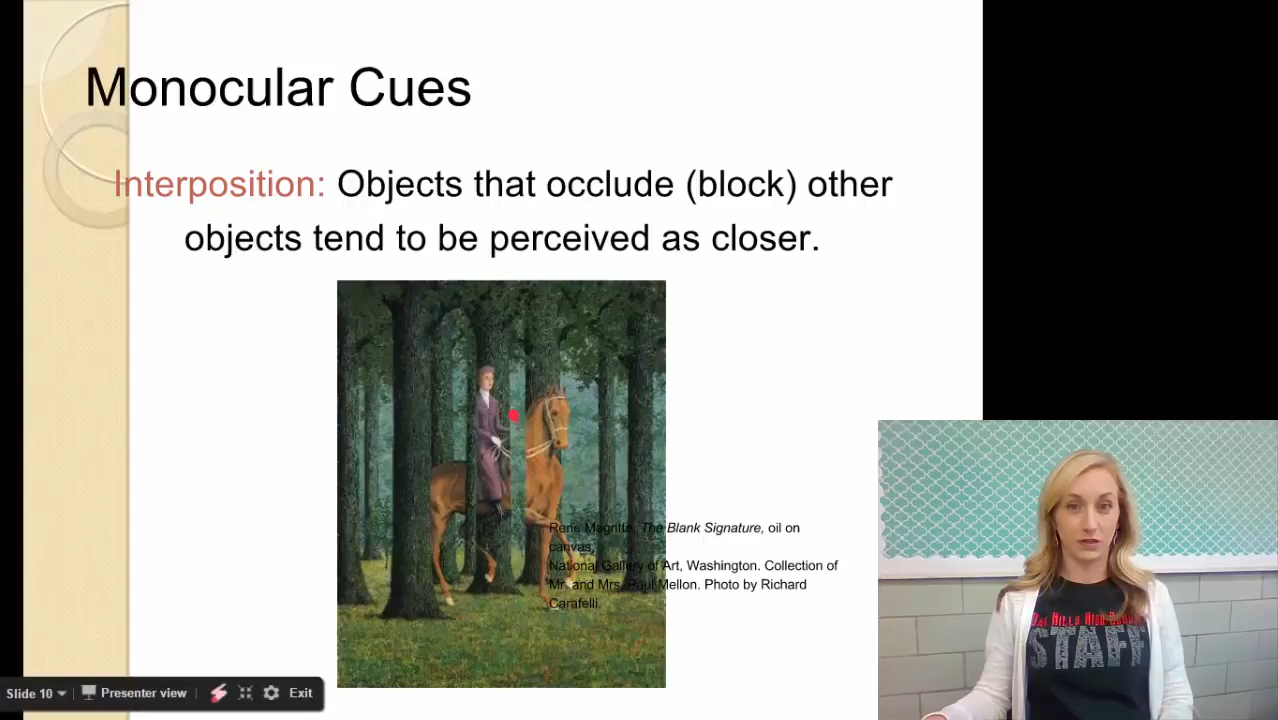 Monocular Cues
Interposition: Objects that occlude (block) other
objects tend to be perceived as closer.
René Magritte, The Blank Signature, oil on
canvas,
National Gallery of Art, Washington. Collection of
Mr. and Mrs. Paul Mellon. Photo by Richard
Carafelli.
STAFF
Slide 10
Presenter view
Exit